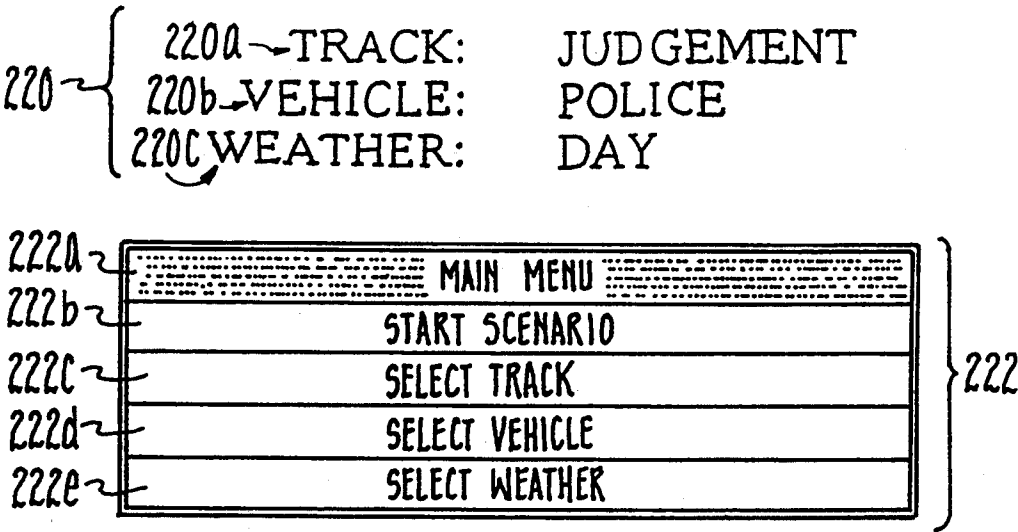 220a TRACK: JUDGEMENT
220 220b VEHICLE: POLICE
220c WEATHER: DAY
222a MAIN MENU
222b START SCENARIO
222c SELECT TRACK 222
222d SELECT VEHICLE
222e SELECT WEATHER